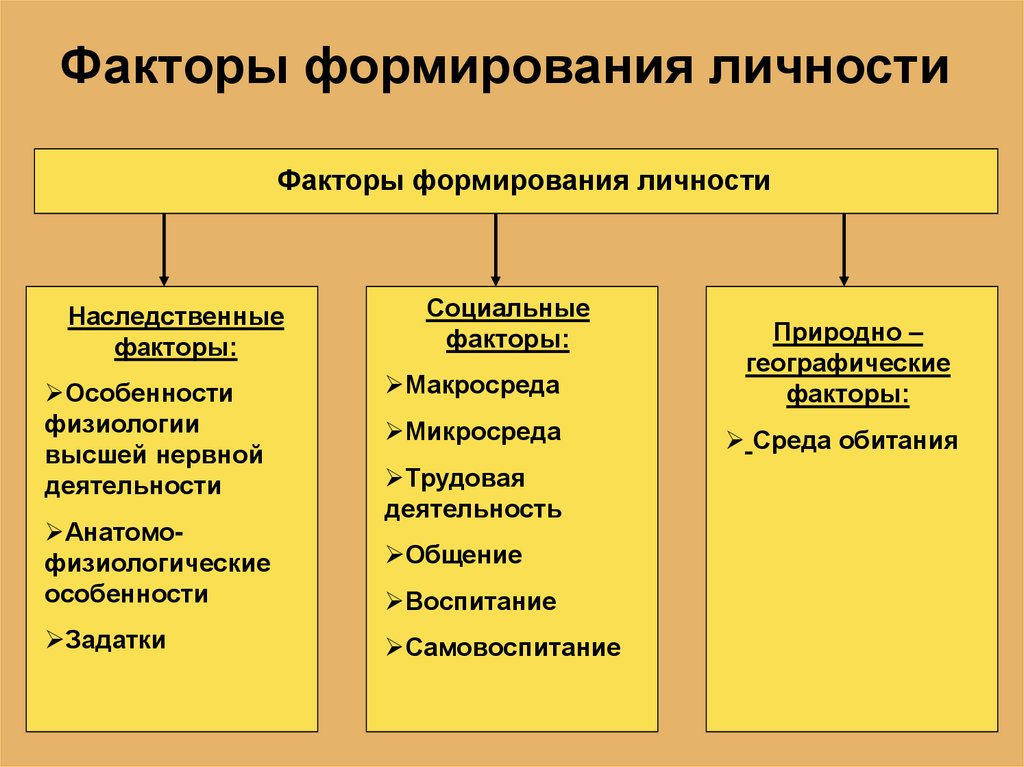 Факторы формирования личности
Факторы формирования личности
Наследственные
факторы:
➢Особенности
физиологии
высшей нервной
деятельности
➢Анатомо-
физиологические
особенности
➢Задатки
Социальные
факторы:
➢Макросреда
➢Микросреда
➢Трудовая
деятельность
➢Общение
➢Воспитание
➢Самовоспитание
Природно –
географические
факторы:
➢ Среда обитания